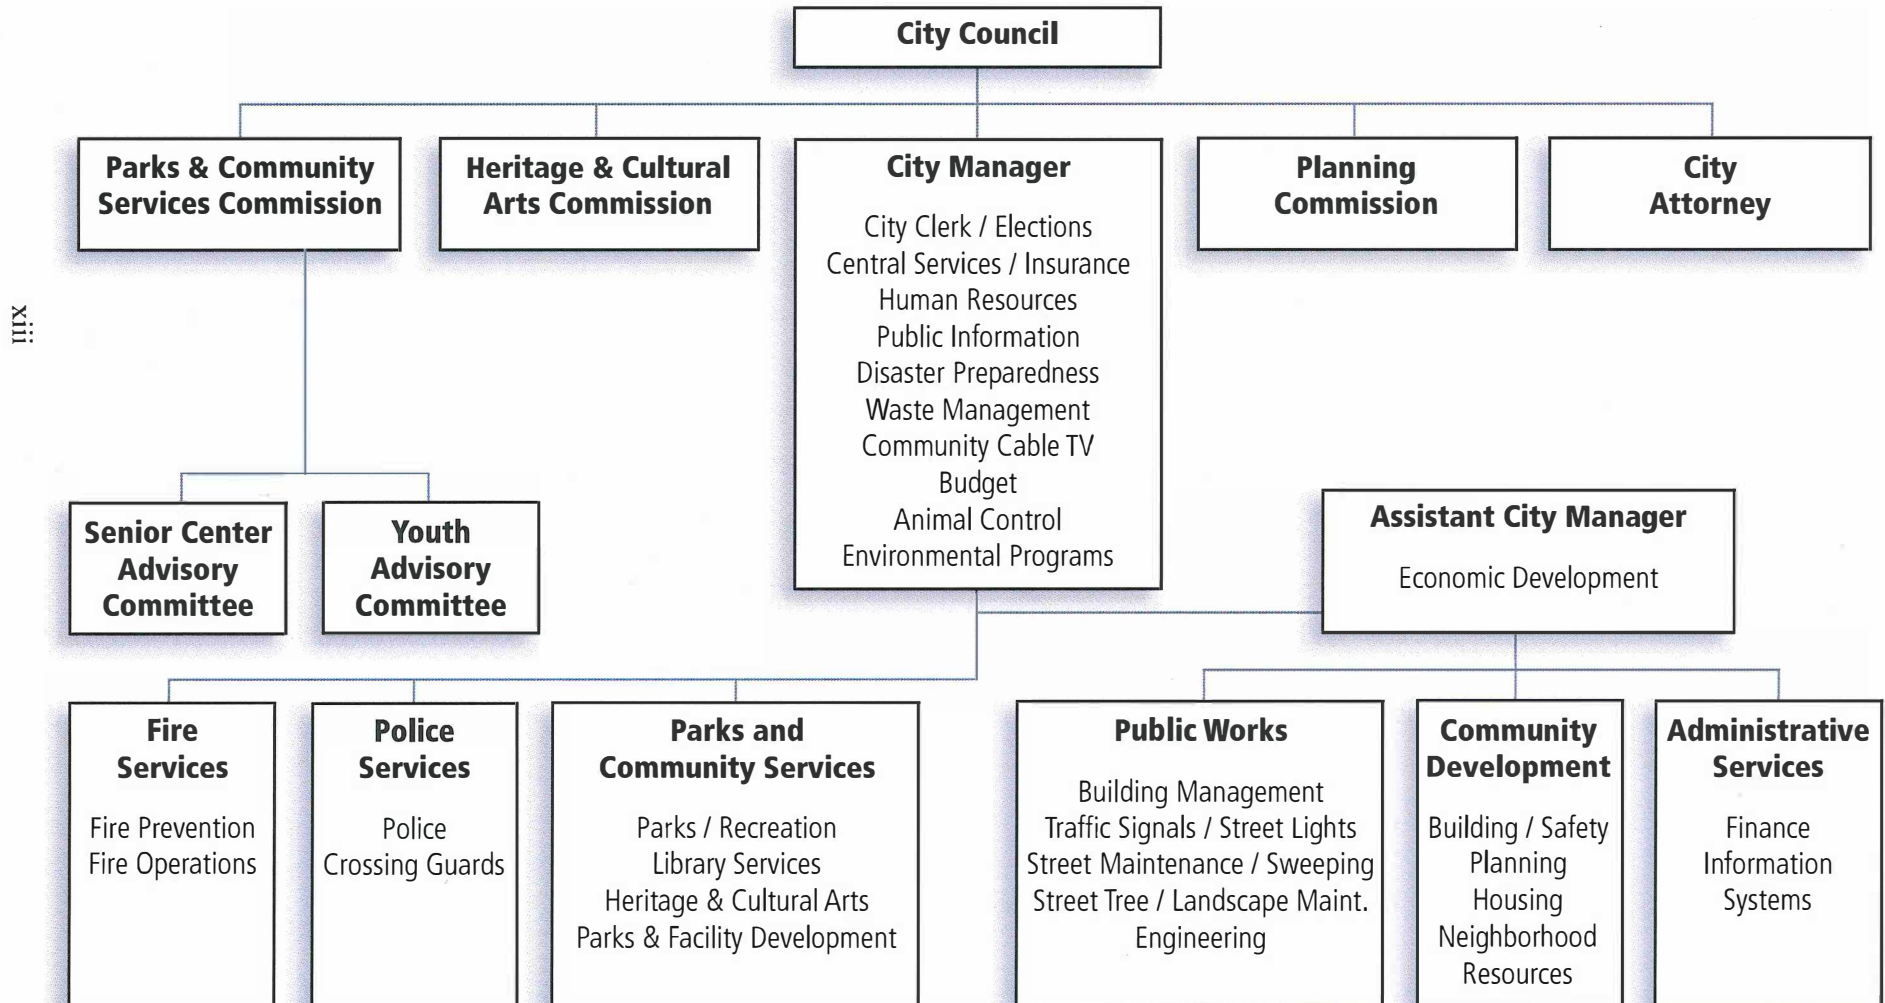 City Council
Parks & Community
Services Commission
Heritage & Cultural
Arts Commission
City Manager
City Clerk / Elections
Central Services / Insurance
Human Resources
Public Information
Disaster Preparedness
Waste Management
Community Cable TV
Budget
Animal Control
Environmental Programs
Planning
Commission
City
Attorney
xiii
Senior Center
Advisory
Committee
Youth
Advisory
Committee
Assistant City Manager
Economic Development
Fire
Services
Fire Prevention
Fire Operations
Police
Services
Police
Crossing Guards
Parks and
Community Services
Parks / Recreation
Library Services
Heritage & Cultural Arts
Parks & Facility Development
Public Works
Building Management
Traffic Signals / Street Lights
Street Maintenance / Sweeping
Street Tree / Landscape Maint.
Engineering
Community
Development
Building / Safety
Planning
Housing
Neighborhood
Resources
Administrative
Services
Finance
Information
Systems